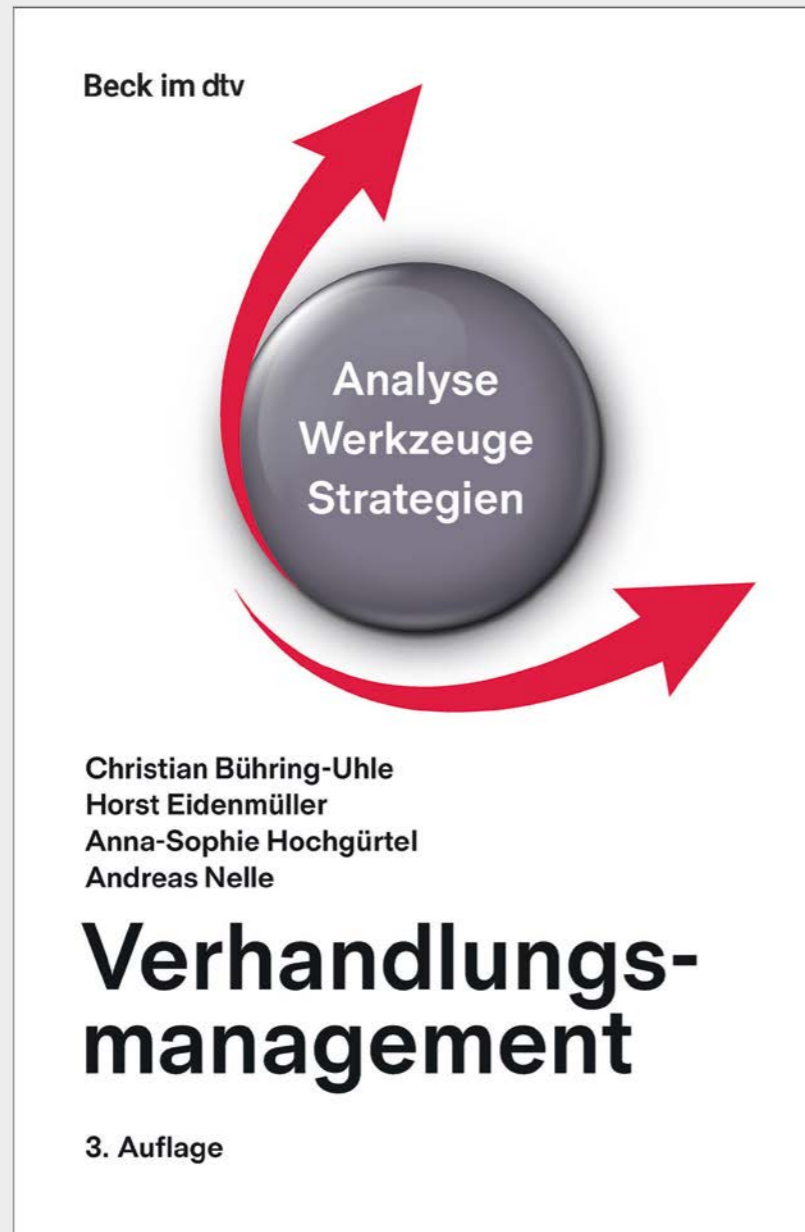 Beck im dtv
Analyse
Werkzeuge
Strategien
Christian Bühring-Uhle
Horst Eidenmüller
Anna-Sophie Hochgürtel
Andreas Nelle
Verhandlungs-
management
3. Auflage